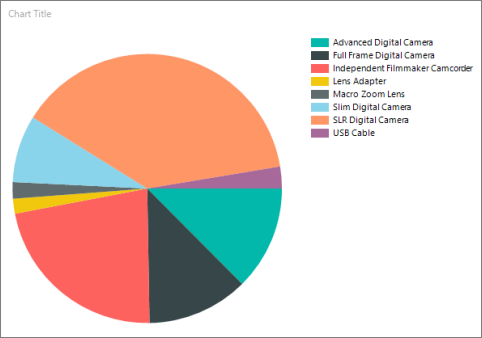 Chart Title
Advanced Digital Camera
Full Frame Digital Camera
Independent Filmmaker Camcorder
Lens Adapter
Macro Zoom Lens
Slim Digital Camera
SLR Digital Camera
USB Cable